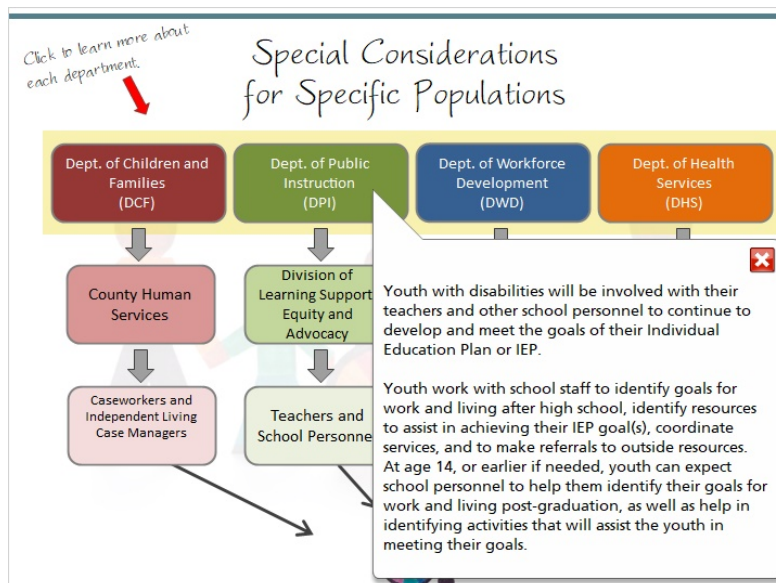 Click to learn more about
each department.
Special Considerations
for Specific Populations
Dept. of Children and
Families
(DCF)
Dept. of Public
Instruction
(DPI)
Dept. of Workforce
Development
(DWD)
Dept. of Health
Services
(DHS)
County Human
Services
Division of
Learning Support
Equity and
Advocacy
Caseworkers and
Independent Living
Case Managers
Teachers and
School Personne
Youth with disabilities will be involved with their
teachers and other school personnel to continue to
develop and meet the goals of their Individual
Education Plan or IEP.
Youth work with school staff to identify goals for
work and living after high school, identify resources
to assist in achieving their IEP goal(s), coordinate
services, and to make referrals to outside resources.
At age 14, or earlier if needed, youth can expect
school personnel to help them identify their goals for
work and living post-graduation, as well as help in
identifying activities that will assist the youth in
meeting their goals.